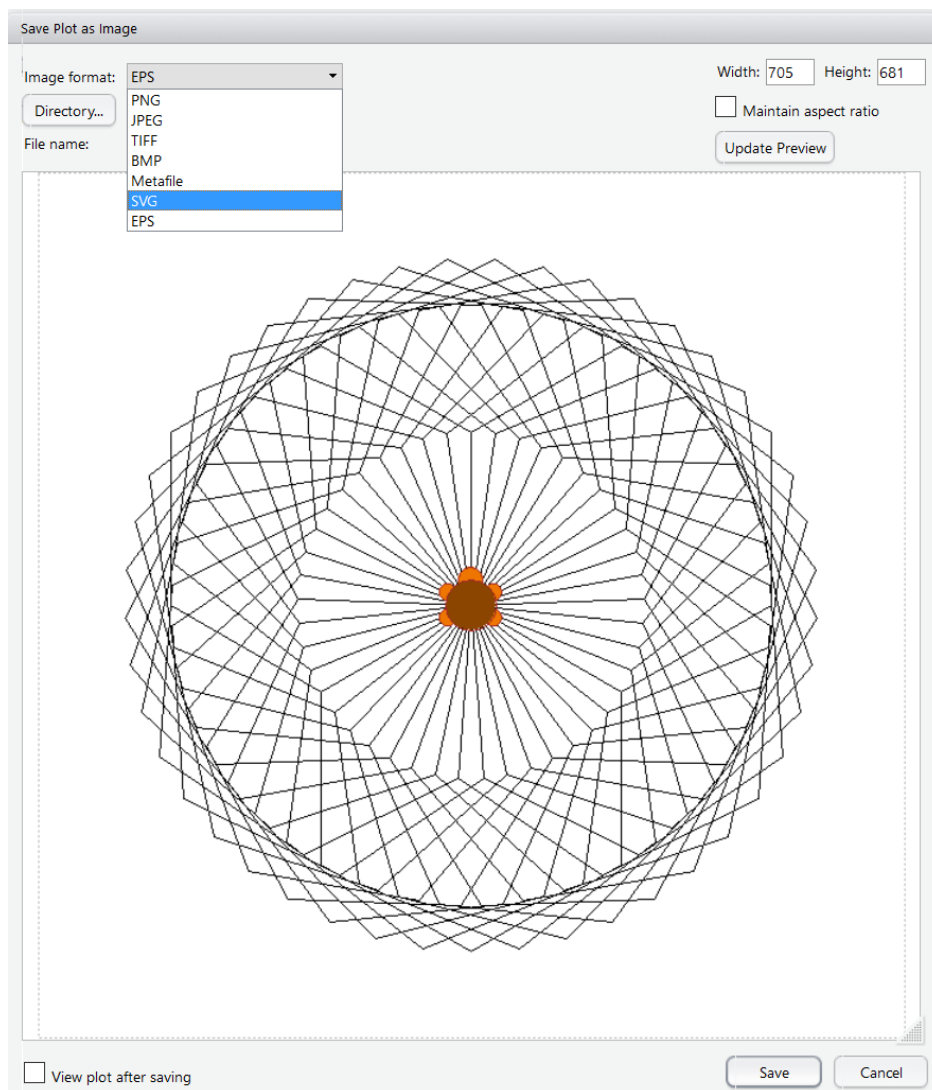 Save Plot as Image
Image format: EPS
Width: 705 Height: 681
PNG
Directory...
JPEG
Maintain aspect ratio
TIFF
File name:
Update Preview
BMP
Metafile
SVG
EPS
View plot after saving
Save Cancel